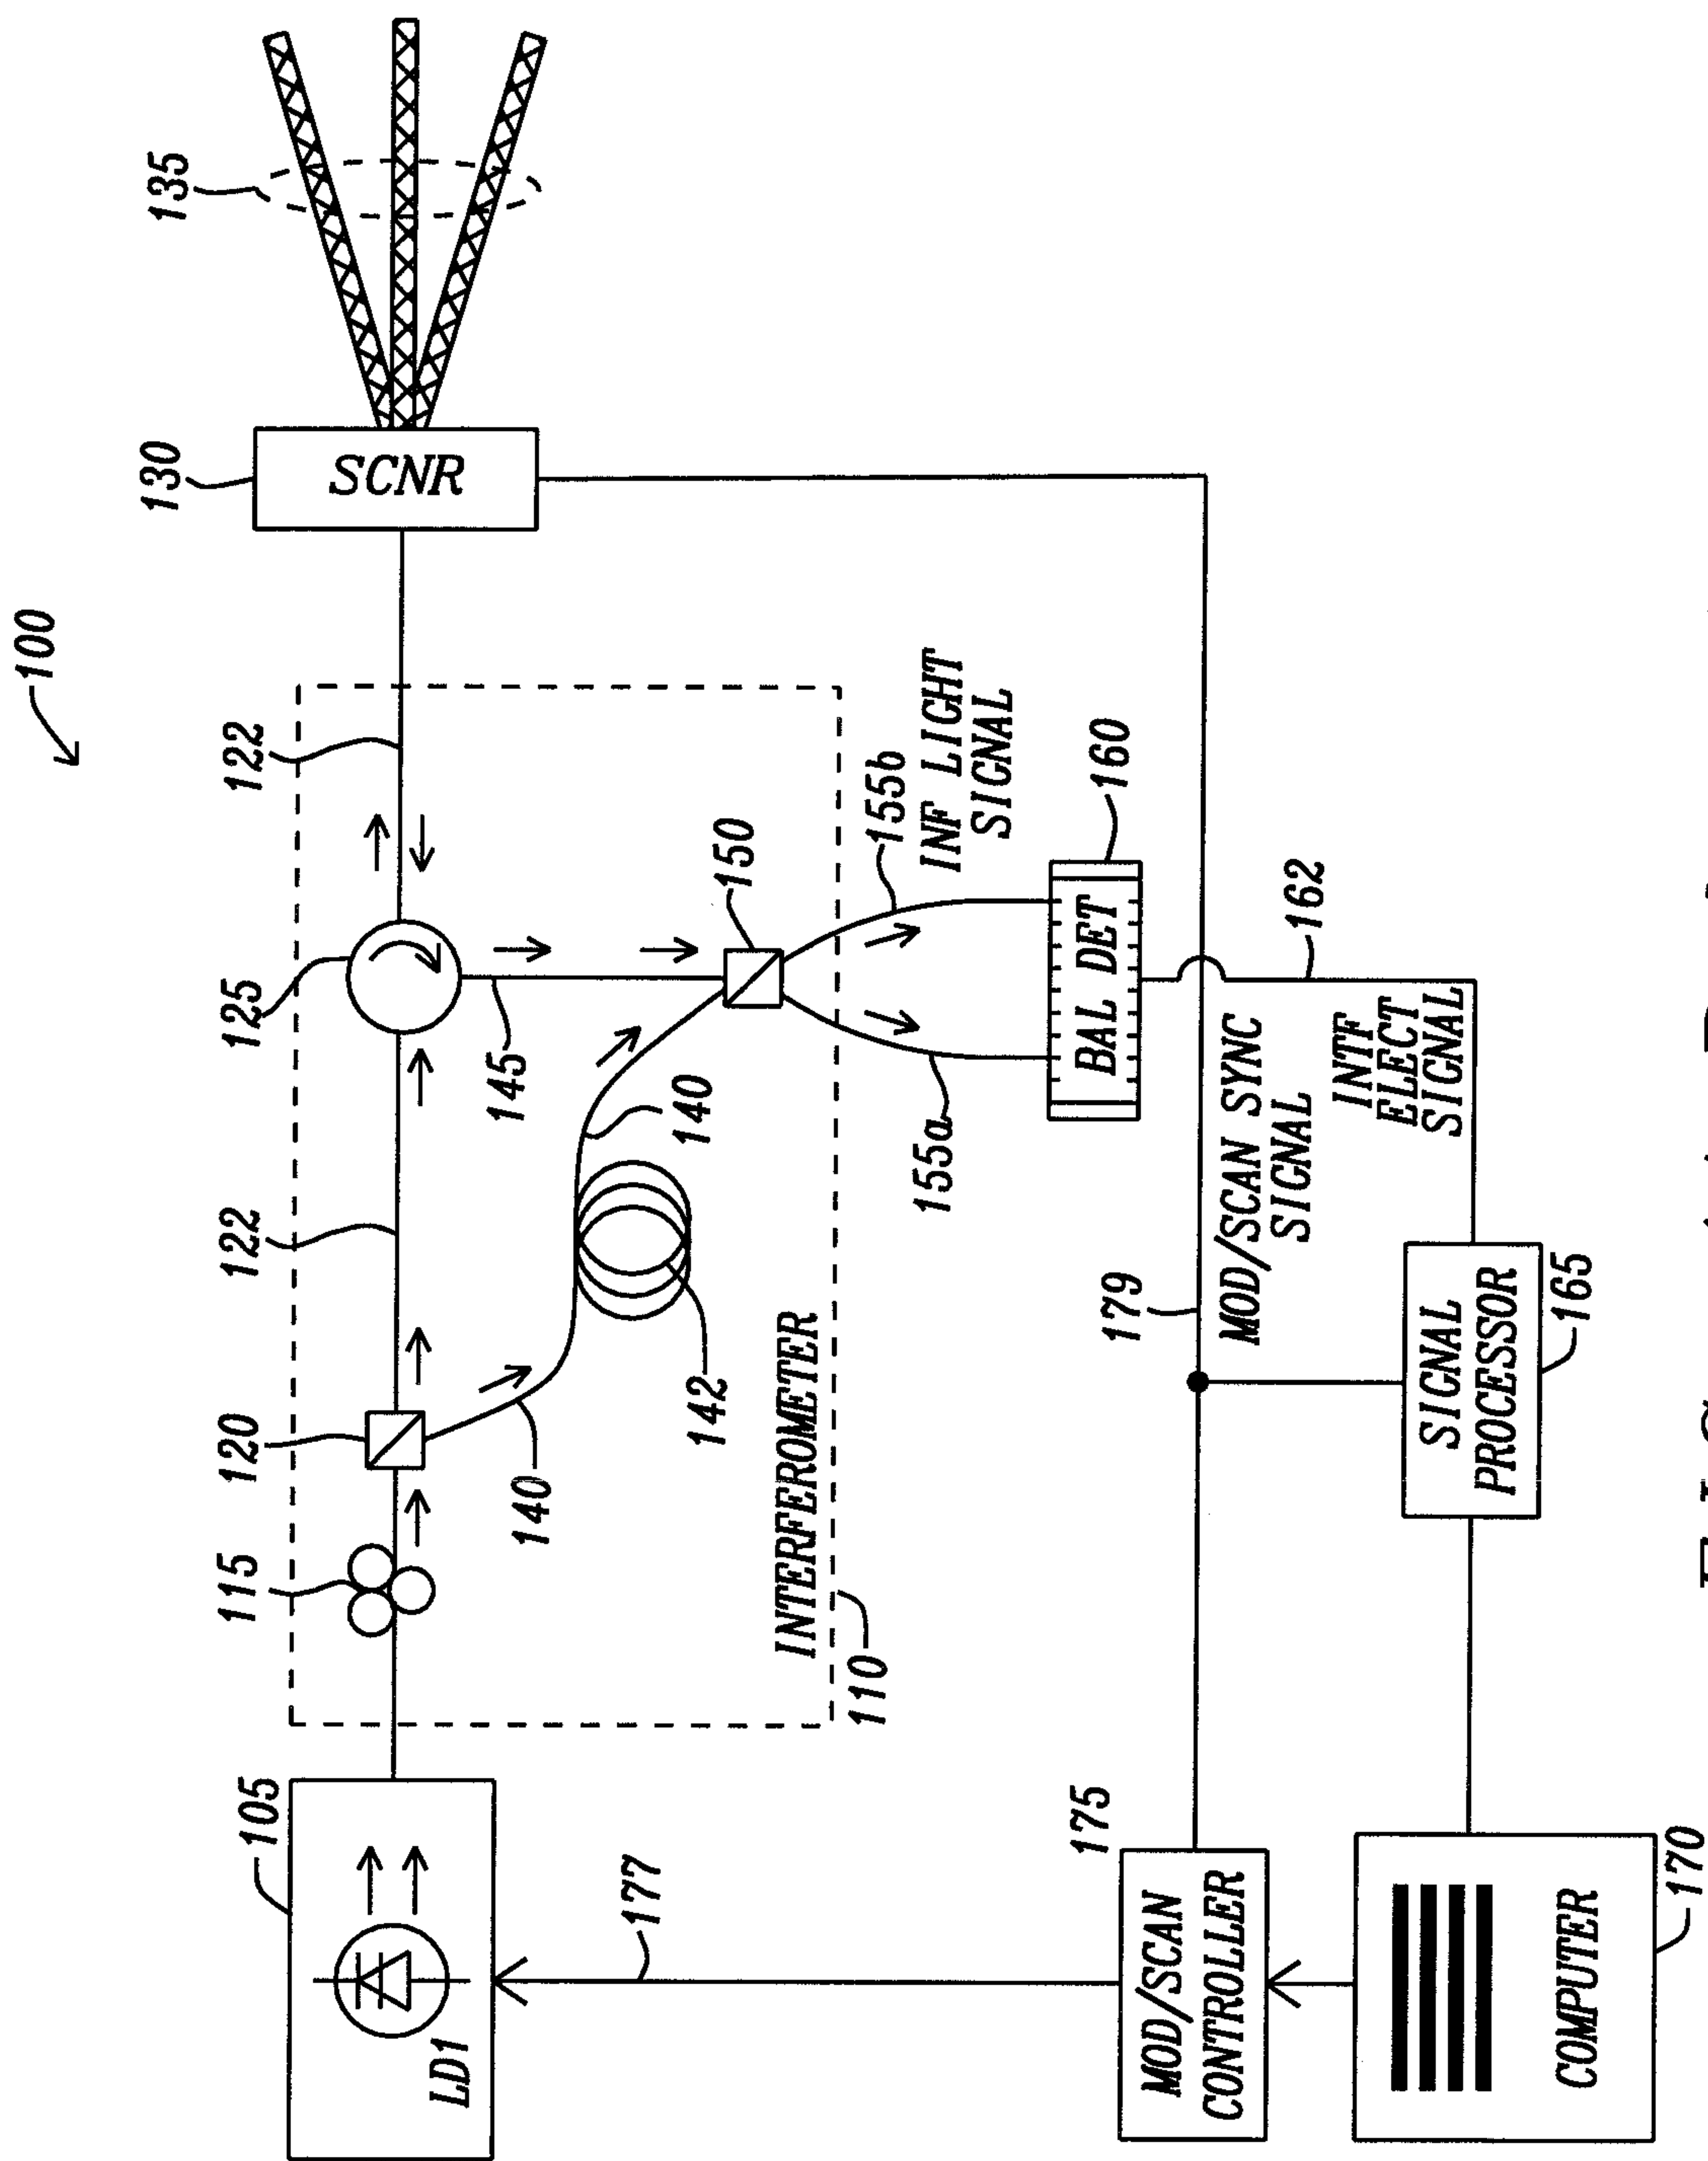 100
130
135
115
120
122
125
122
105
SCNR
LD1
145
140
177
140
142
150
INTERFEROMETER
110
155b
155a
INF LIGHT
SIGNAL
175
BAL DET
160
179
MOD/SCAN
CONTROLLER
MOD/SCAN SYNC
SIGNAL
162
INTF
ELECT
SIGNAL
SIGNAL
PROCESSOR
165
COMPUTER
170